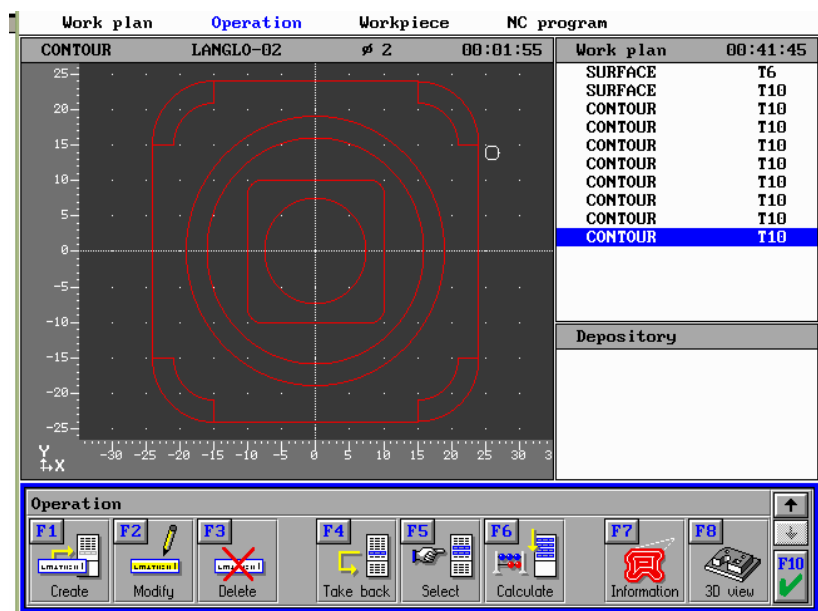 Work plan Operation Workpiece NC program
CONTOUR LANGLO-02 ø 2 00:01:55
Work plan 00:41:45
SURFACE T6
SURFACE T10
CONTOUR T10
CONTOUR T10
CONTOUR T10
CONTOUR T10
CONTOUR T10
CONTOUR T10
CONTOUR T10
CONTOUR T10
25
20
15
10
5
0
-5
-10
-15
-20
-25
Y
X
-30 -25 -20 -15 -10 -5 0 5 10 15 20 25 30 3
Depository
Operation
F1 F2 F3 F4 F5 F6 F7 F8 F10
Create Modify Delete Take back Select Calculate Information 3D view